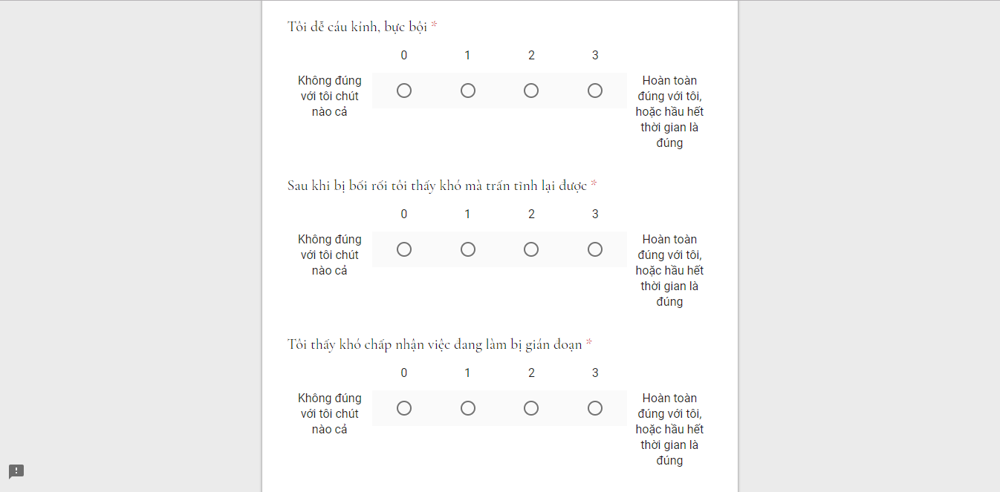 Tôi dễ cáu kỉnh, bực bội *
0 1 2 3
Không đúng
với tôi chút
nào cả
Hoàn toàn
đúng với tôi,
hoặc hầu hết
thời gian là
đúng
Sau khi bị bối rối tôi thấy khó mà trấn tĩnh lại được *
0 1 2 3
Không đúng
với tôi chút
nào cả
Hoàn toàn
đúng với tôi,
hoặc hầu hết
thời gian là
đúng
Tôi thấy khó chấp nhận việc đang làm bị gián đoạn *
0 1 2 3
Không đúng
với tôi chút
nào cả
Hoàn toàn
đúng với tôi,
hoặc hầu hết
thời gian là
đúng